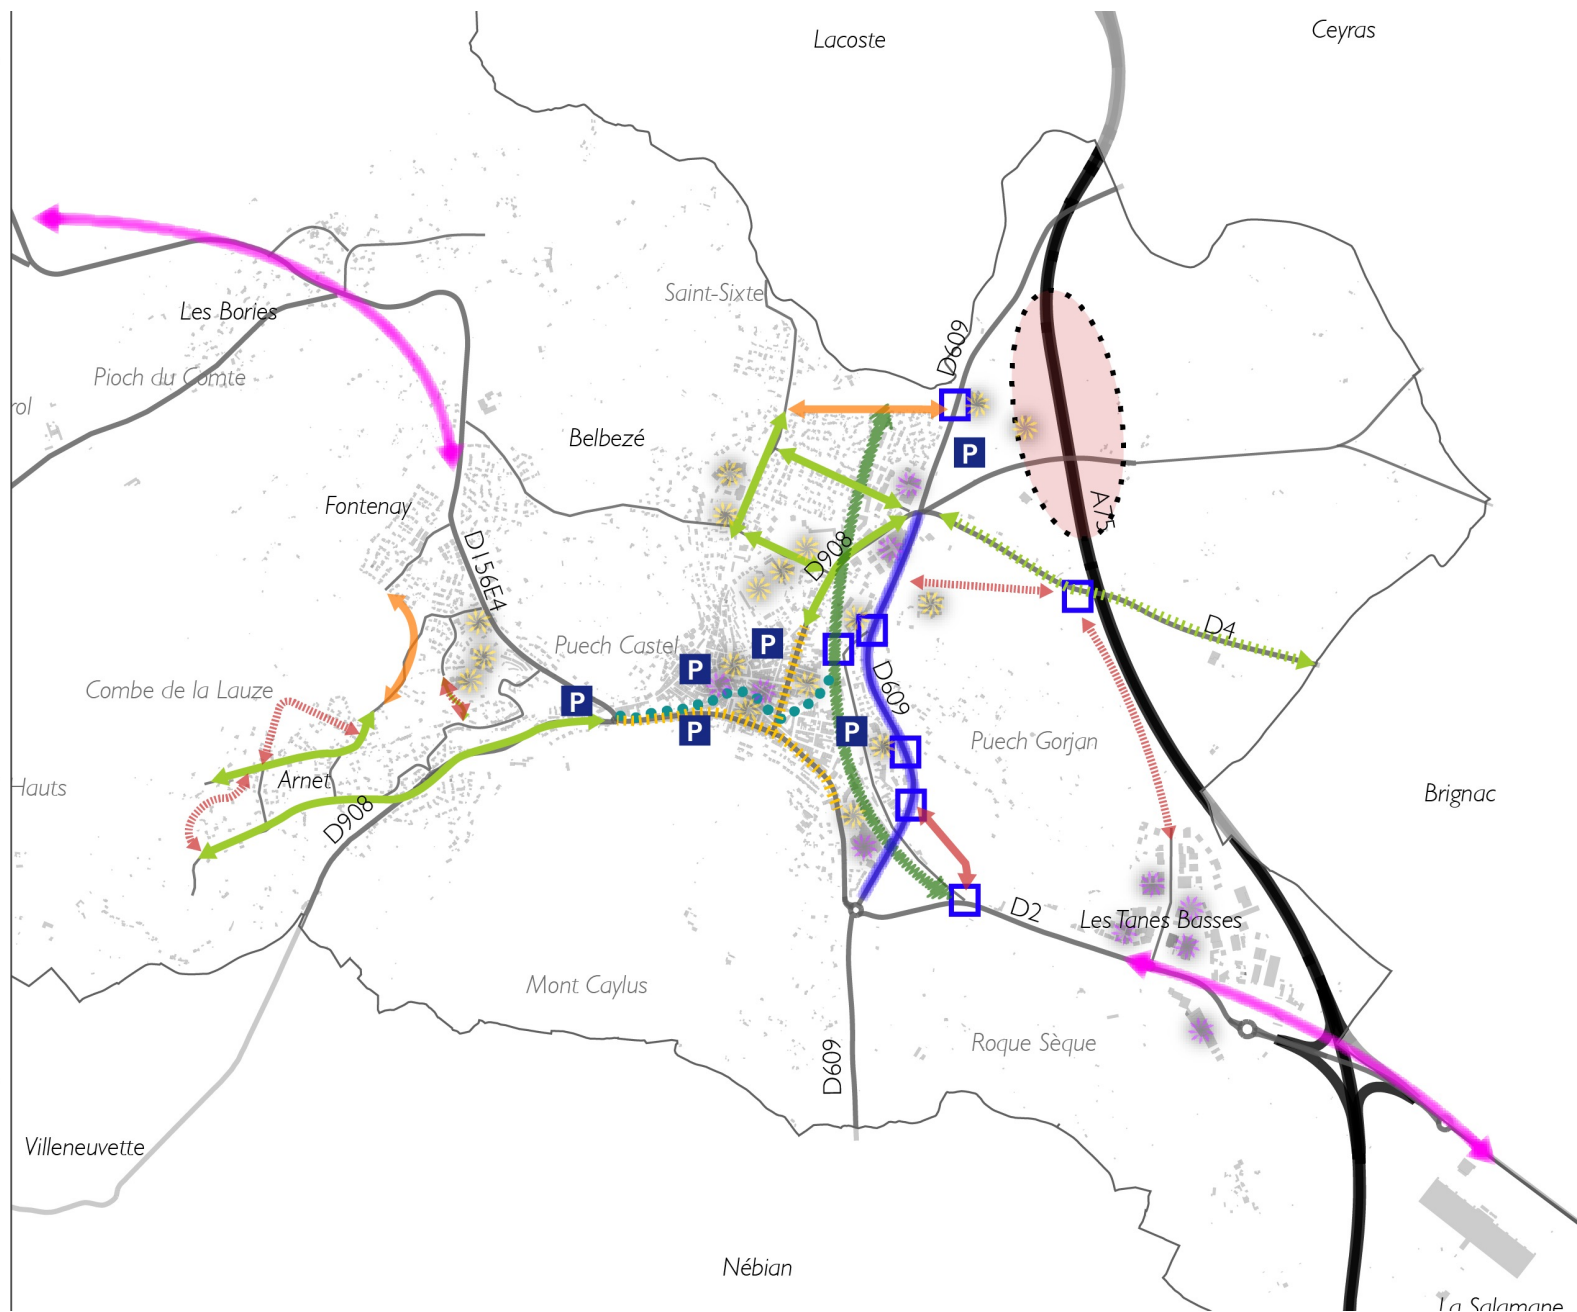 Ceyras
Lacoste
Saint-Sixte
Les Bories
D609
Pioch du Comte
rol
Belbezé
P
Fontenay
A75
D156E4
D908
D4
Puech Castel
P
P
Combe de la Lauze
P
D609
P
P
Puech Gorjan
Arnet
Hauts
Brignac
D908
D2
Les Tanes Basses
Mont Caylus
Roque Sèque
D609
Villeneuvette
Nébian
La Salamane